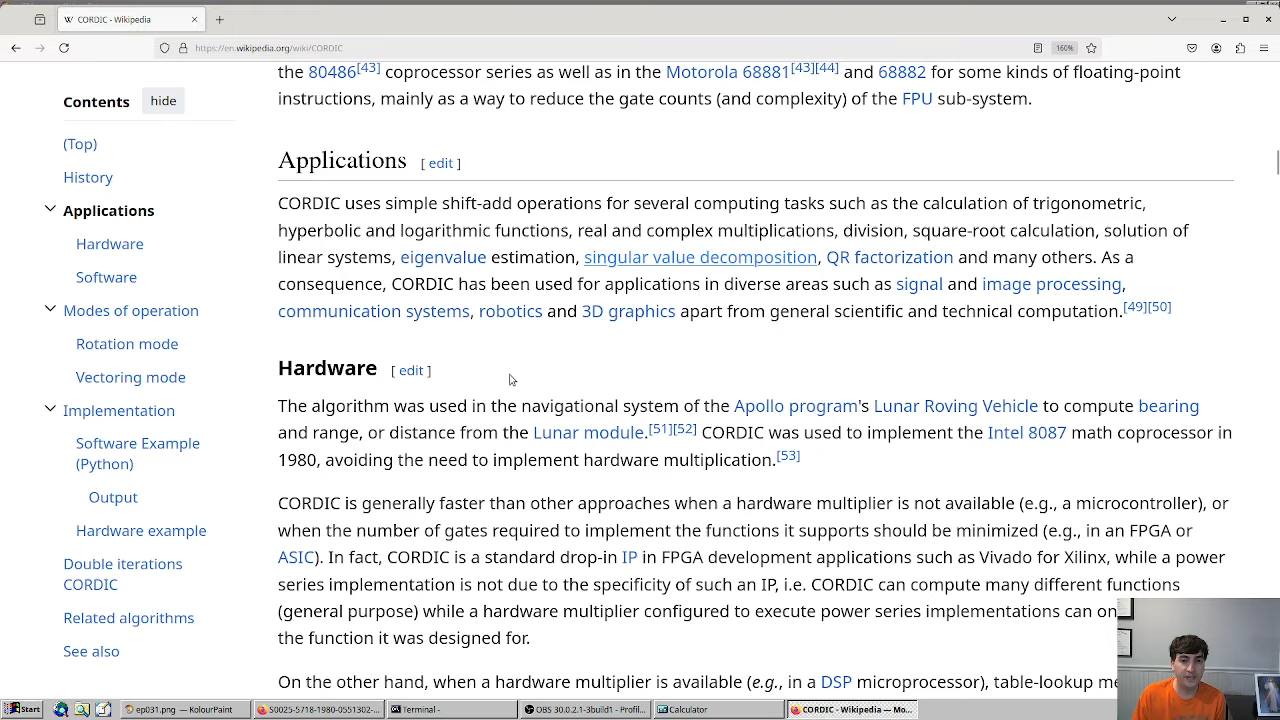 CORDIC - Wikipedia
https://en.wikipedia.org/wiki/CORDIC
160%
Contents hide
(Top)
History
Applications
Hardware
Software
Modes of operation
Rotation mode
Vectoring mode
Implementation
Software Example
(Python)
Output
Hardware example
Double iterations
CORDIC
Related algorithms
See also
the 80486[43] coprocessor series as well as in the Motorola 68881[43][44] and 68882 for some kinds of floating-point
instructions, mainly as a way to reduce the gate counts (and complexity) of the FPU sub-system.
Applications [ edit ]
CORDIC uses simple shift-add operations for several computing tasks such as the calculation of trigonometric,
hyperbolic and logarithmic functions, real and complex multiplications, division, square-root calculation, solution of
linear systems, eigenvalue estimation, singular value decomposition, QR factorization and many others. As a
consequence, CORDIC has been used for applications in diverse areas such as signal and image processing,
communication systems, robotics and 3D graphics apart from general scientific and technical computation.[49][50]
Hardware [ edit ]
The algorithm was used in the navigational system of the Apollo program's Lunar Roving Vehicle to compute bearing
and range, or distance from the Lunar module.[51][52] CORDIC was used to implement the Intel 8087 math coprocessor in
1980, avoiding the need to implement hardware multiplication.[53]
CORDIC is generally faster than other approaches when a hardware multiplier is not available (e.g., a microcontroller), or
when the number of gates required to implement the functions it supports should be minimized (e.g., in an FPGA or
ASIC). In fact, CORDIC is a standard drop-in IP in FPGA development applications such as Vivado for Xilinx, while a power
series implementation is not due to the specificity of such an IP, i.e. CORDIC can compute many different functions
(general purpose) while a hardware multiplier configured to execute power series implementations can on
the function it was designed for.
On the other hand, when a hardware multiplier is available (e.g., in a DSP microprocessor), table-lookup me
Start
ep031.png — KolourPaint
S0025-5718-1980-0551302-...
Terminal -
OBS 30.0.2.1-3build1 - Profil...
Calculator
CORDIC - Wikipedia — Mo...